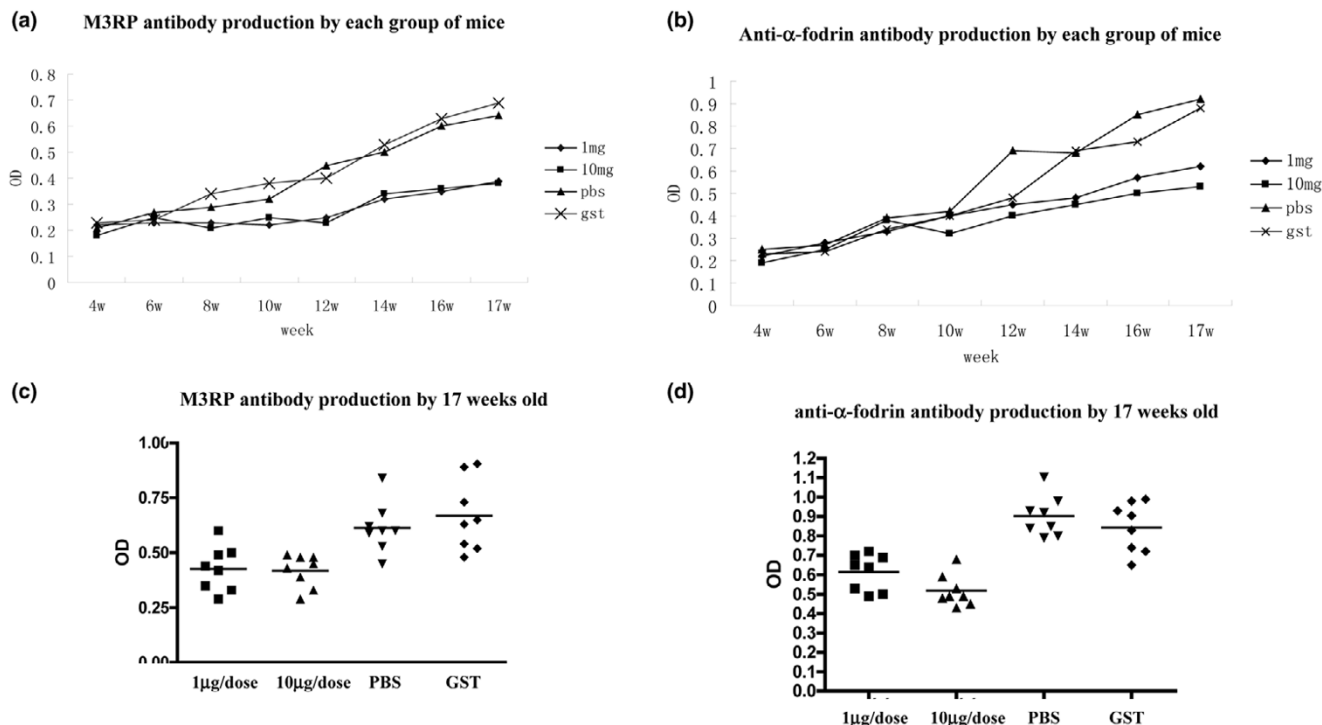 (a)
M3RP antibody production by each group of mice
0.8
0.7
0.6
0.5
0.4
0.3
0.2
0.1
0
OD
4w 6w 8w 10w 12w 14w 16w 17w
week
1mg
10mg
pbs
gst
(b)
Anti-α-fodrin antibody production by each group of mice
1
0.9
0.8
0.7
0.6
0.5
0.4
0.3
0.2
0.1
0
OD
4w 6w 8w 10w 12w 14w 16w 17w
week
1mg
10mg
pbs
gst
(c)
M3RP antibody production by 17 weeks old
1.00
0.75
0.50
0.25
0.00
OD
1μg/dose 10μg/dose PBS GST
(d)
anti-α-fodrin antibody production by 17 weeks old
1.2
1.1
1.0
0.9
0.8
0.7
0.6
0.5
0.4
0.3
0.2
0.1
0.0
OD
1μg/dose 10μg/dose PBS GST